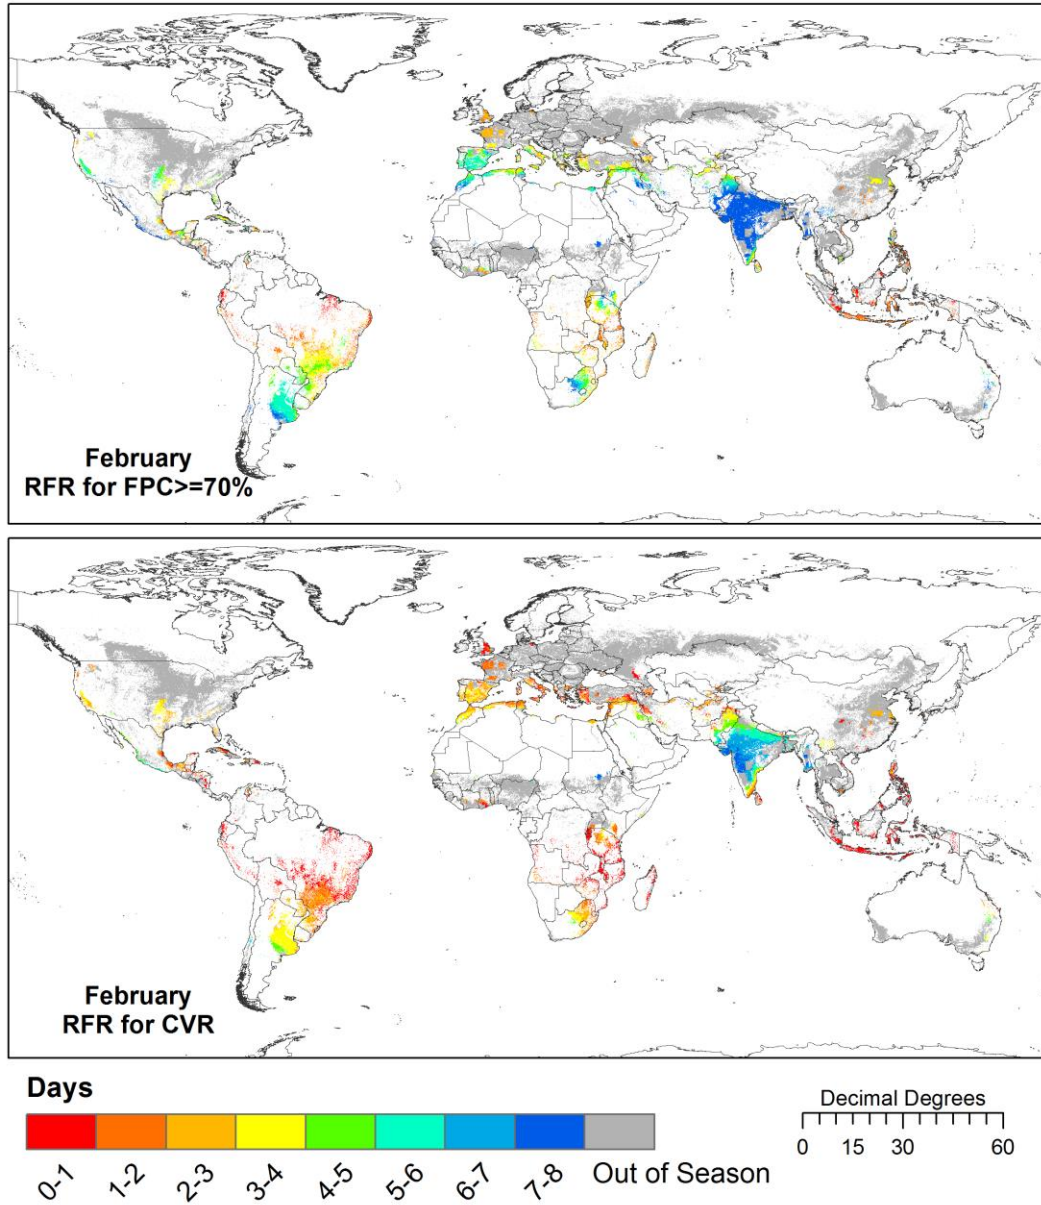 February
RFR for FPC>=70%
February
RFR for CVR
Days
0-1
1-2
2-3
3-4
4-5
5-6
6-7
7-8
Out of Season
Decimal Degrees
0 15 30 60